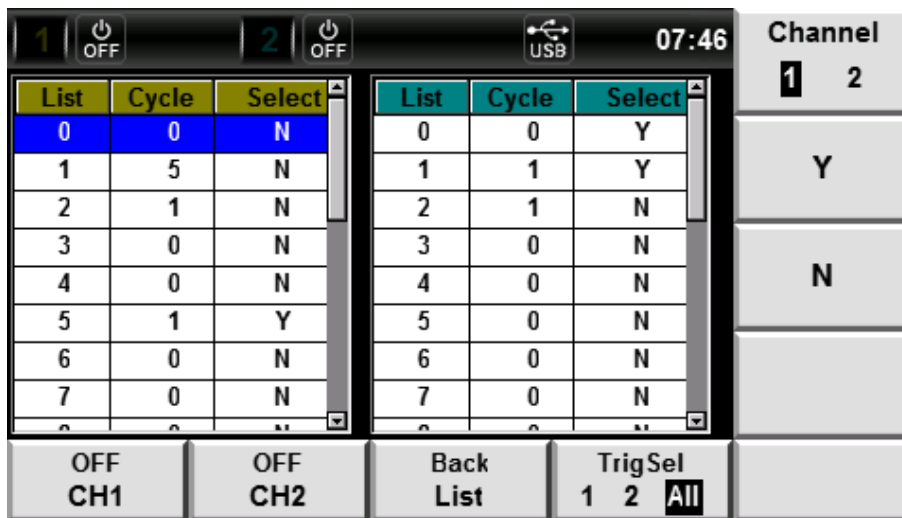 1 OFF 2 OFF USB 07:46
Channel
1 2
List Cycle Select List Cycle Select
0 0 N 0 0 Y
1 5 N 1 1 Y
2 1 N 2 1 N
3 0 N 3 0 N
4 0 N 4 0 N
5 1 Y 5 0 N
6 0 N 6 0 N
7 0 N 7 0 N
Y
N
OFF
CH1
OFF
CH2
Back
List
TrigSel
1 2 All